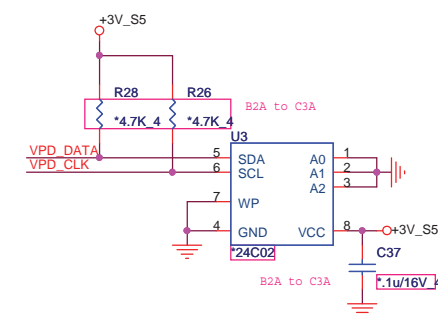 +3V_S5
R28
R26
*4.7K_4
*4.7K_4
B2A to C3A
U3
VPD_DATA
VPD_CLK
5
SDA
A0
1
6
SCL
A1
2
A2
3
7
WP
4
GND
VCC
8
+3V_S5
*24C02
C37
B2A to C3A
*.1u/16V_4